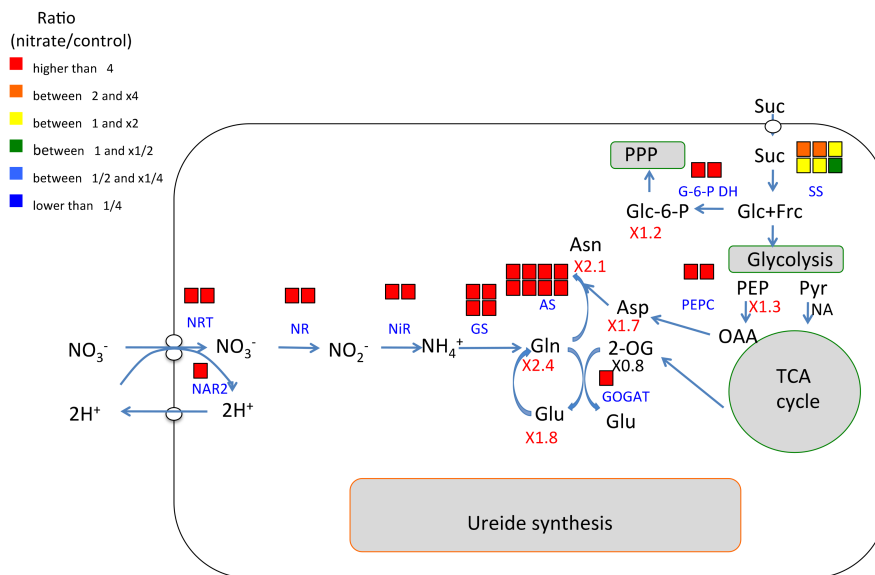 Ratio
(nitrate/control)
higher than 4
between 2 and x4
between 1 and x2
between 1 and x1/2
between 1/2 and x1/4
lower than 1/4
Suc
Suc
SS
PPP
G-6-P DH
Glc-6-P
X1.2
Glc+Frc
Glycolysis
Asn
X2.1
AS
PEPC
PEP
X1.3
Pyr
NA
NRT
NR
NiR
GS
Asp
X1.7
OAA
NO₃⁻
NO₃⁻
NO₂⁻
NH₄⁺
Gln
X2.4
2-OG
X0.8
TCA
cycle
NAR2
GOGAT
2H⁺
2H⁺
Glu
X1.8
Glu
Ureide synthesis